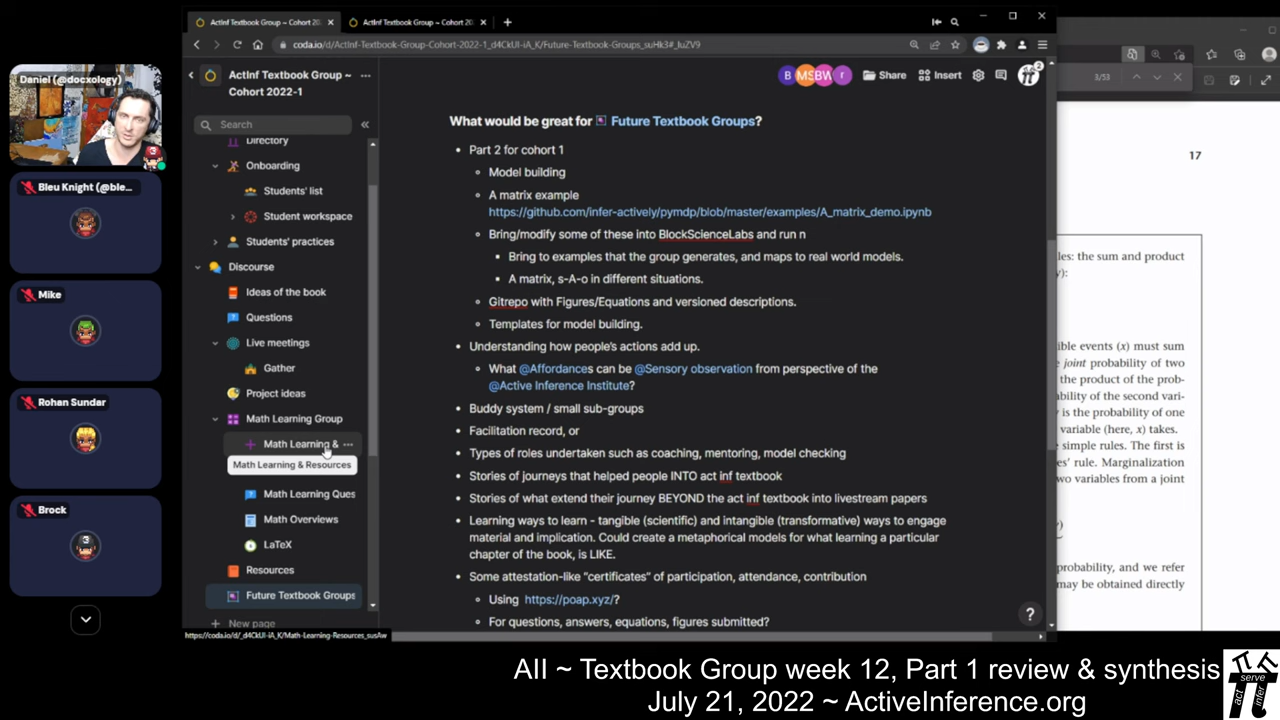 ActInf Textbook Group ~ Cohort 202
ActInf Textbook Group ~ Cohort 202
coda.io/d/ActInf-Textbook-Group-Cohort-2022-1_d4CkUI-iA_K/Future-Textbook-Groups_suHk3#_luZV9
3/53
Daniel (@docxology)
Bleu Knight (@ble...
Mike
Rohan Sundar
Brock
ActInf Textbook Group ~
Cohort 2022-1
Search
Directory
Onboarding
Students' list
Student workspace
Students' practices
Discourse
Ideas of the book
Questions
Live meetings
Gather
Project ideas
Math Learning Group
Math Learning &
Math Learning & Resources
Math Learning Ques
Math Overviews
LaTeX
Resources
Future Textbook Groups
New page
https://coda.io/d/_d4CkUI-iA_K/Math-Learning-Resources_susAw
B
MS
BW
r
Share
Insert
2
What would be great for Future Textbook Groups?
• Part 2 for cohort 1
Model building
A matrix example
https://github.com/infer-actively/pymdp/blob/master/examples/A_matrix_demo.ipynb
Bring/modify some of these into BlockScienceLabs and run n
Bring to examples that the group generates, and maps to real world models.
A matrix, s-A-o in different situations.
Gitrepo with Figures/Equations and versioned descriptions.
Templates for model building.
• Understanding how people's actions add up.
What @Affordances can be @Sensory observation from perspective of the
@Active Inference Institute?
• Buddy system / small sub-groups
• Facilitation record, or
• Types of roles undertaken such as coaching, mentoring, model checking
• Stories of journeys that helped people INTO act inf textbook
• Stories of what extend their journey BEYOND the act inf textbook into livestream papers
• Learning ways to learn - tangible (scientific) and intangible (transformative) ways to engage
material and implication. Could create a metaphorical models for what learning a particular
chapter of the book, is LIKE.
• Some attestation-like "certificates" of participation, attendance, contribution
Using https://poap.xyz/?
For questions, answers, equations, figures submitted?
?
17
les: the sum and product
):
ible events (x) must sum
e joint probability of two
the product of the prob-
ability of the second vari-
y is the probability of one
variable (here, x) takes.
e simple rules. The first is
es' rule. Marginalization
wo variables from a joint
probability, and we refer
may be obtained directly
AII ~ Textbook Group week 12, Part 1 review & synthesis
July 21, 2022 ~ ActiveInference.org
serve
act
infer